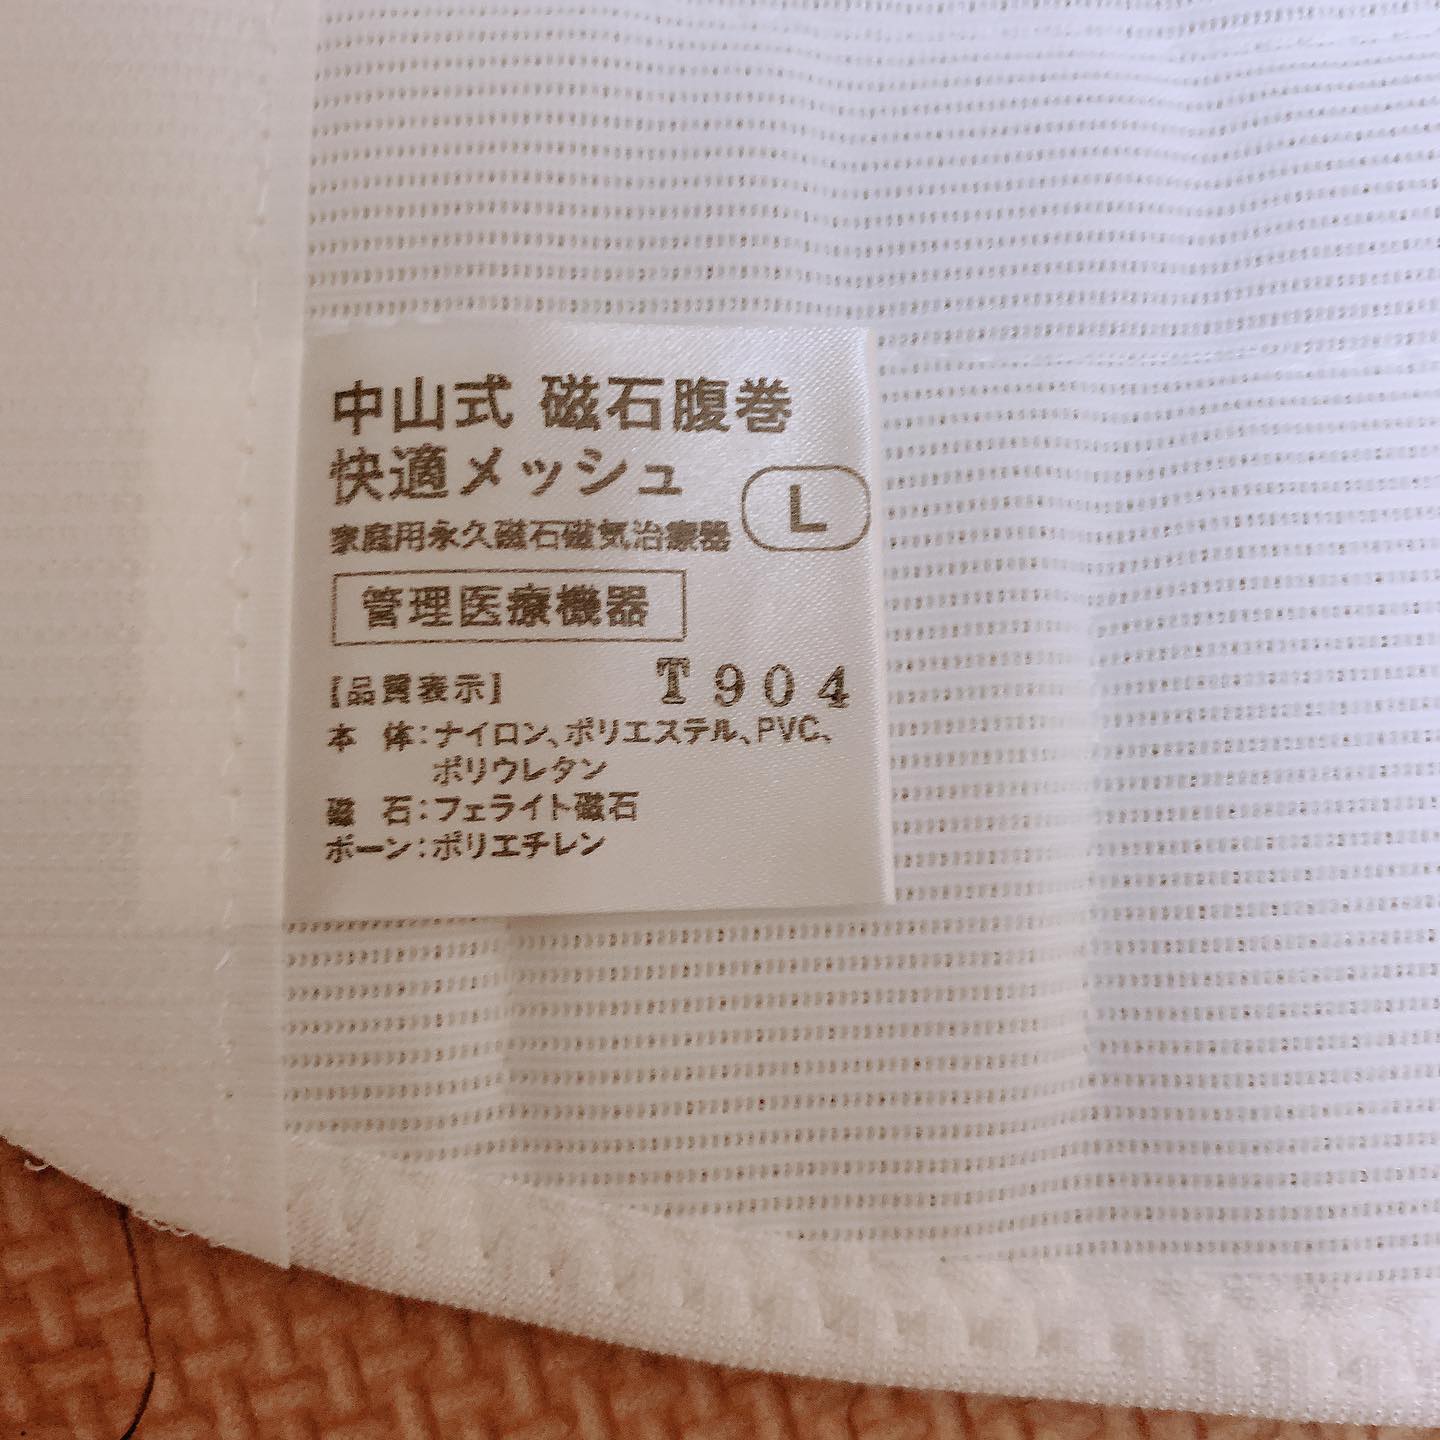 中山式 磁石腹巻
快適メッシュ
L
家庭用永久磁石磁気治療器
管理医療機器
【品質表示】 T904
本 体：ナイロン、ポリエステル、PVC、
ポリウレタン
磁 石：フェライト磁石
ボーン：ポリエチレン